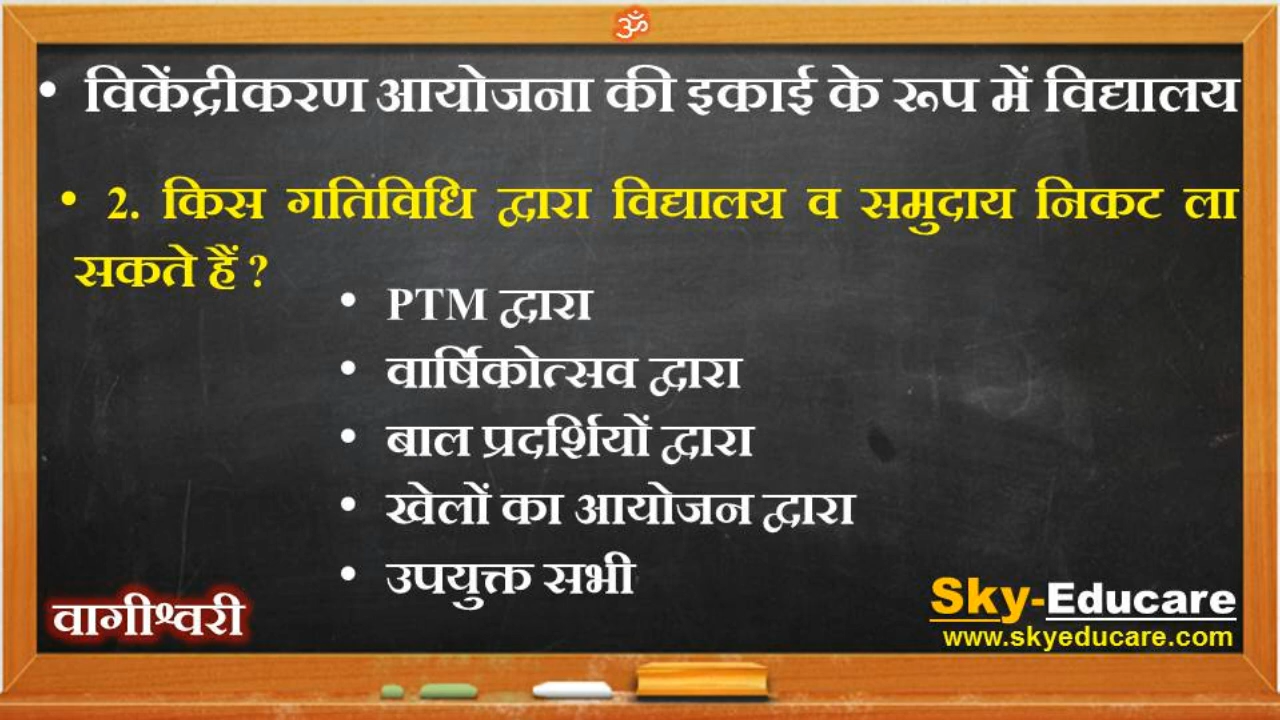 ॐ
• विकेंद्रीकरण आयोजना की इकाई के रूप में विद्यालय
• 2. किस गतिविधि द्वारा विद्यालय व समुदाय निकट ला
सकते हैं ?
• PTM द्वारा
• वार्षिकोत्सव द्वारा
• बाल प्रदर्शियों द्वारा
• खेलों का आयोजन द्वारा
• उपयुक्त सभी
वागीश्वरी
Sky-Educare
www.skyeducare.com